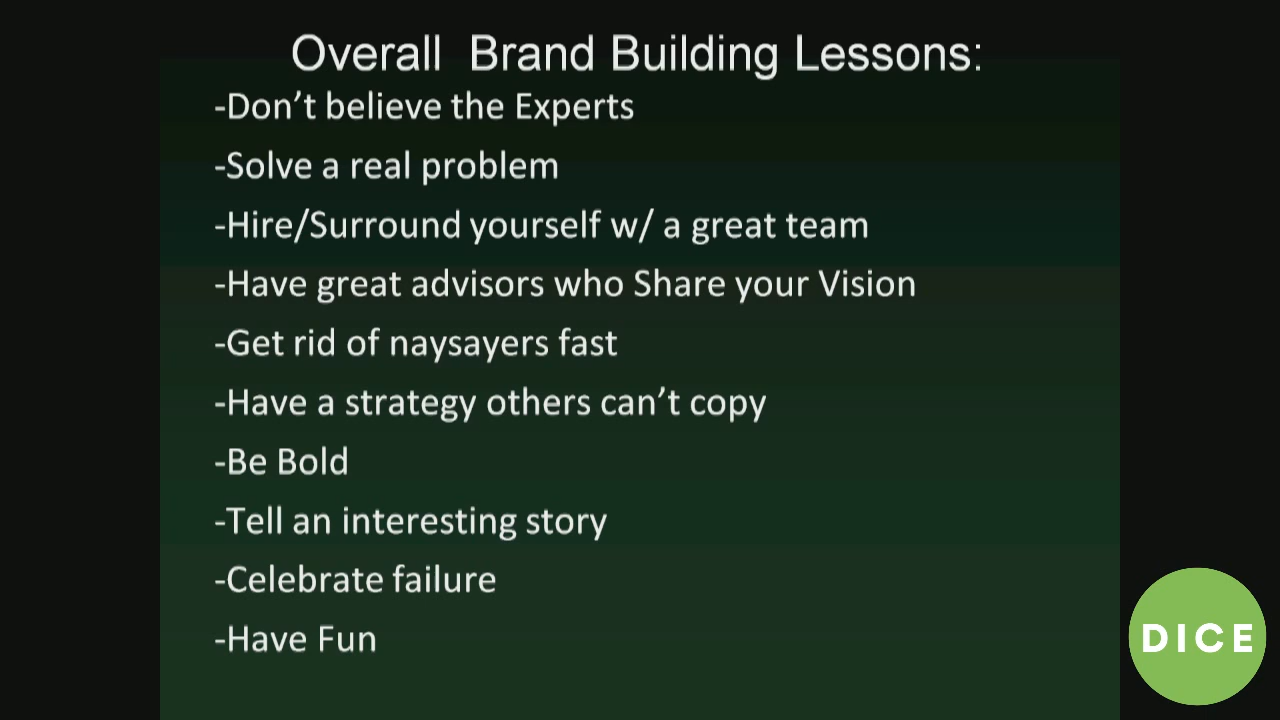 Overall  Brand Building Lessons:
-Don’t believe the Experts
-Solve a real problem
-Hire/Surround yourself w/ a great team
-Have great advisors who Share your Vision
-Get rid of naysayers fast
-Have a strategy others can’t copy
-Be Bold
-Tell an interesting story
-Celebrate failure
-Have Fun
DICE